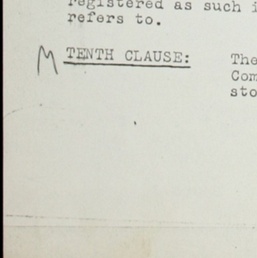 registered as such i
refers to.
M TENTH CLAUSE: The
Com
sto